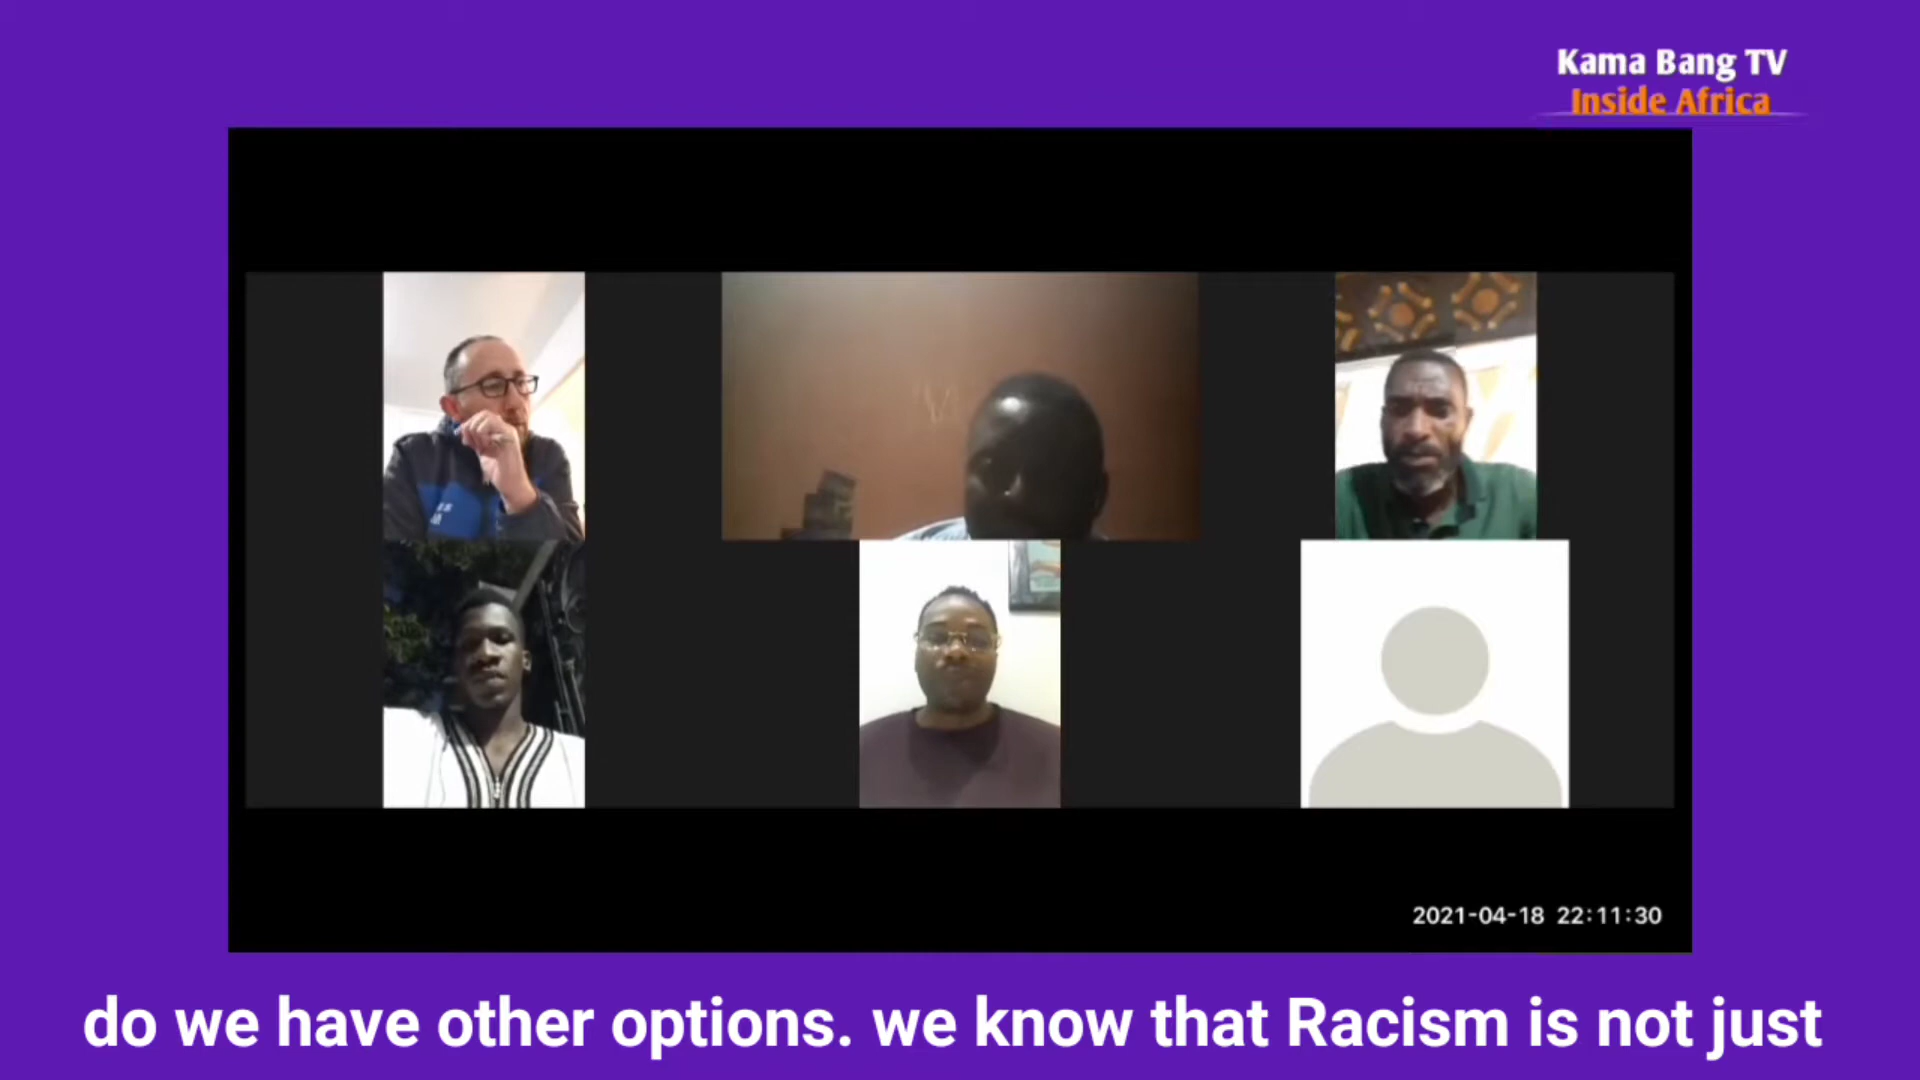 Kama Bang TV
Inside Africa
2021-04-18 22:11:30
do we have other options. we know that Racism is not just